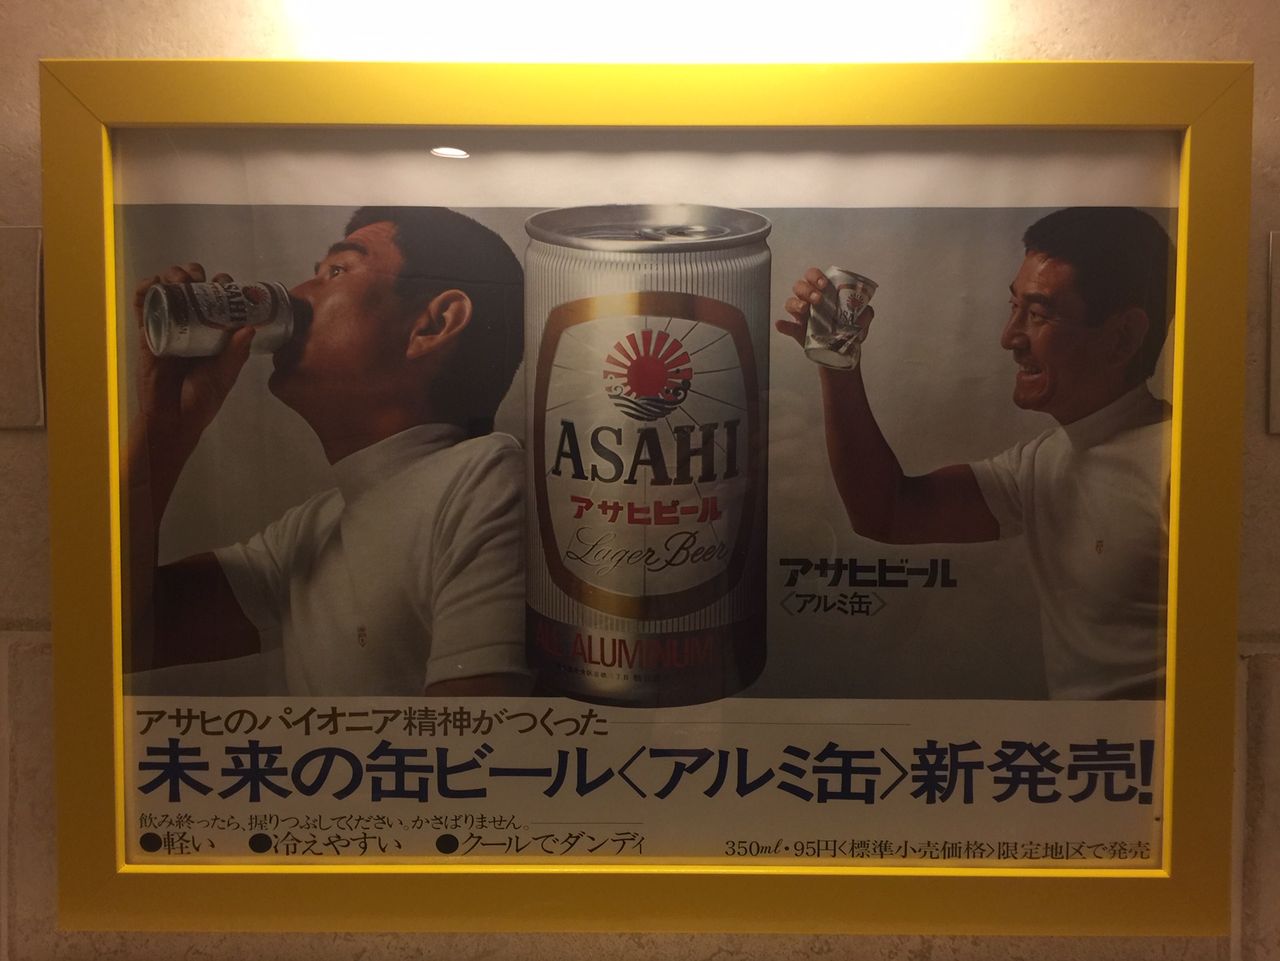 ASAHI
ASAHI
ASAHI
アサヒビール
Lager Beer
ALL ALUMINUM
アサヒビール
〈アルミ缶〉
アサヒのパイオニア精神がつくった
未来の缶ビール〈アルミ缶〉新発売!
飲み終ったら、握りつぶしてください。かさばりません。
●軽い ●冷えやすい ●クールでダンディ
350ml・95円〈標準小売価格〉限定地区で発売